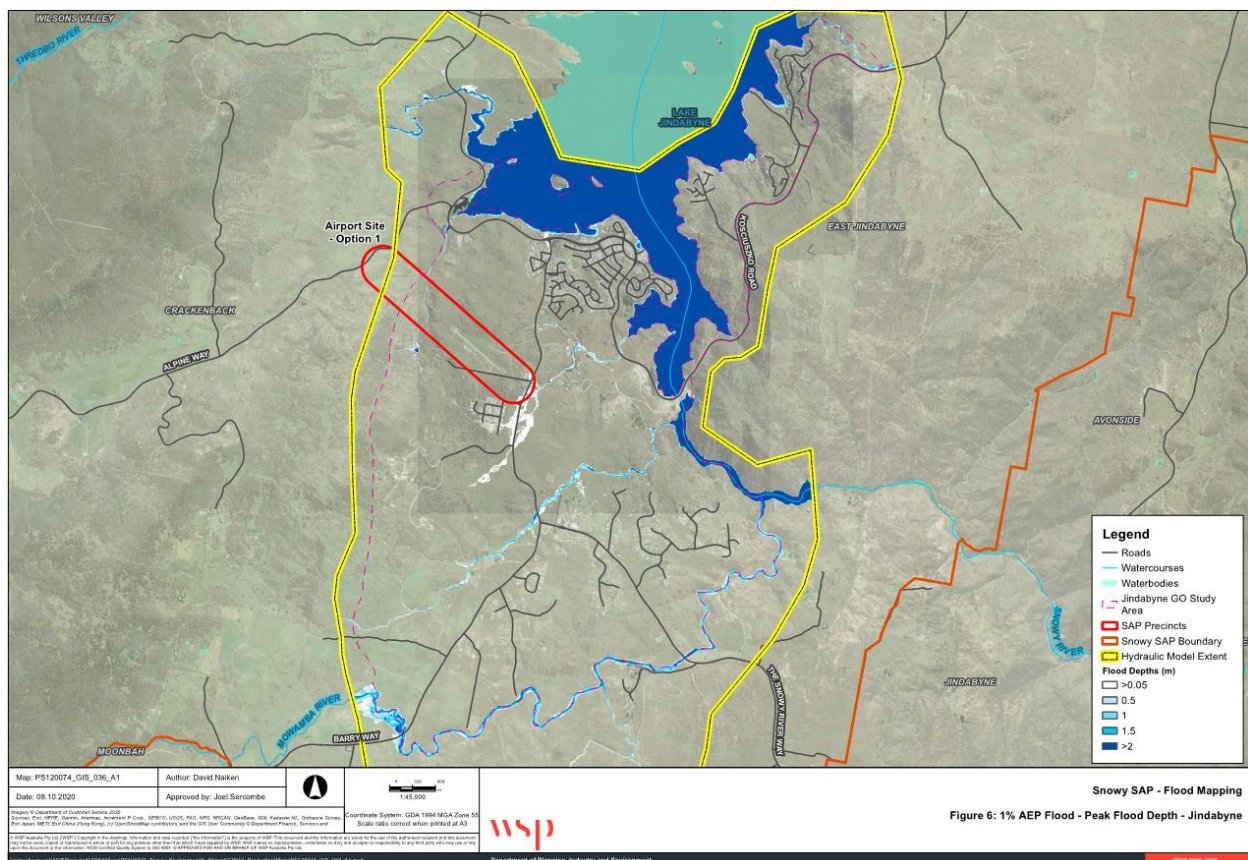 WILSONS VALLEY
THREDBO RIVER
LAKE
JINDABYNE
KOSCIUSZKO ROAD
EAST JINDABYNE
Airport Site
- Option 1
CRACKENBACK
ALPINE WAY
AVONSIDE
SNOWY RIVER
JINDABYNE
THE SNOWY RIVER WAY
MOWAMBA RIVER
BARRY WAY
MOONBAH
Legend
Roads
Watercourses
Waterbodies
Jindabyne GO Study
Area
SAP Precincts
Snowy SAP Boundary
Hydraulic Model Extent
Flood Depths (m)
>0.05
0.5
1
1.5
>2
Map: PS120074_GIS_036_A1
Author: David.Naiken
Date: 08.10.2020
Approved by: Joel.Sercombe
1:45,000
Coordinate System: GDA 1994 MGA Zone 55
Scale ratio correct when printed at A3
wsp
Snowy SAP - Flood Mapping
Figure 6: 1% AEP Flood - Peak Flood Depth - Jindabyne
Department of Planning, Industry and Environment
www.wsp.com